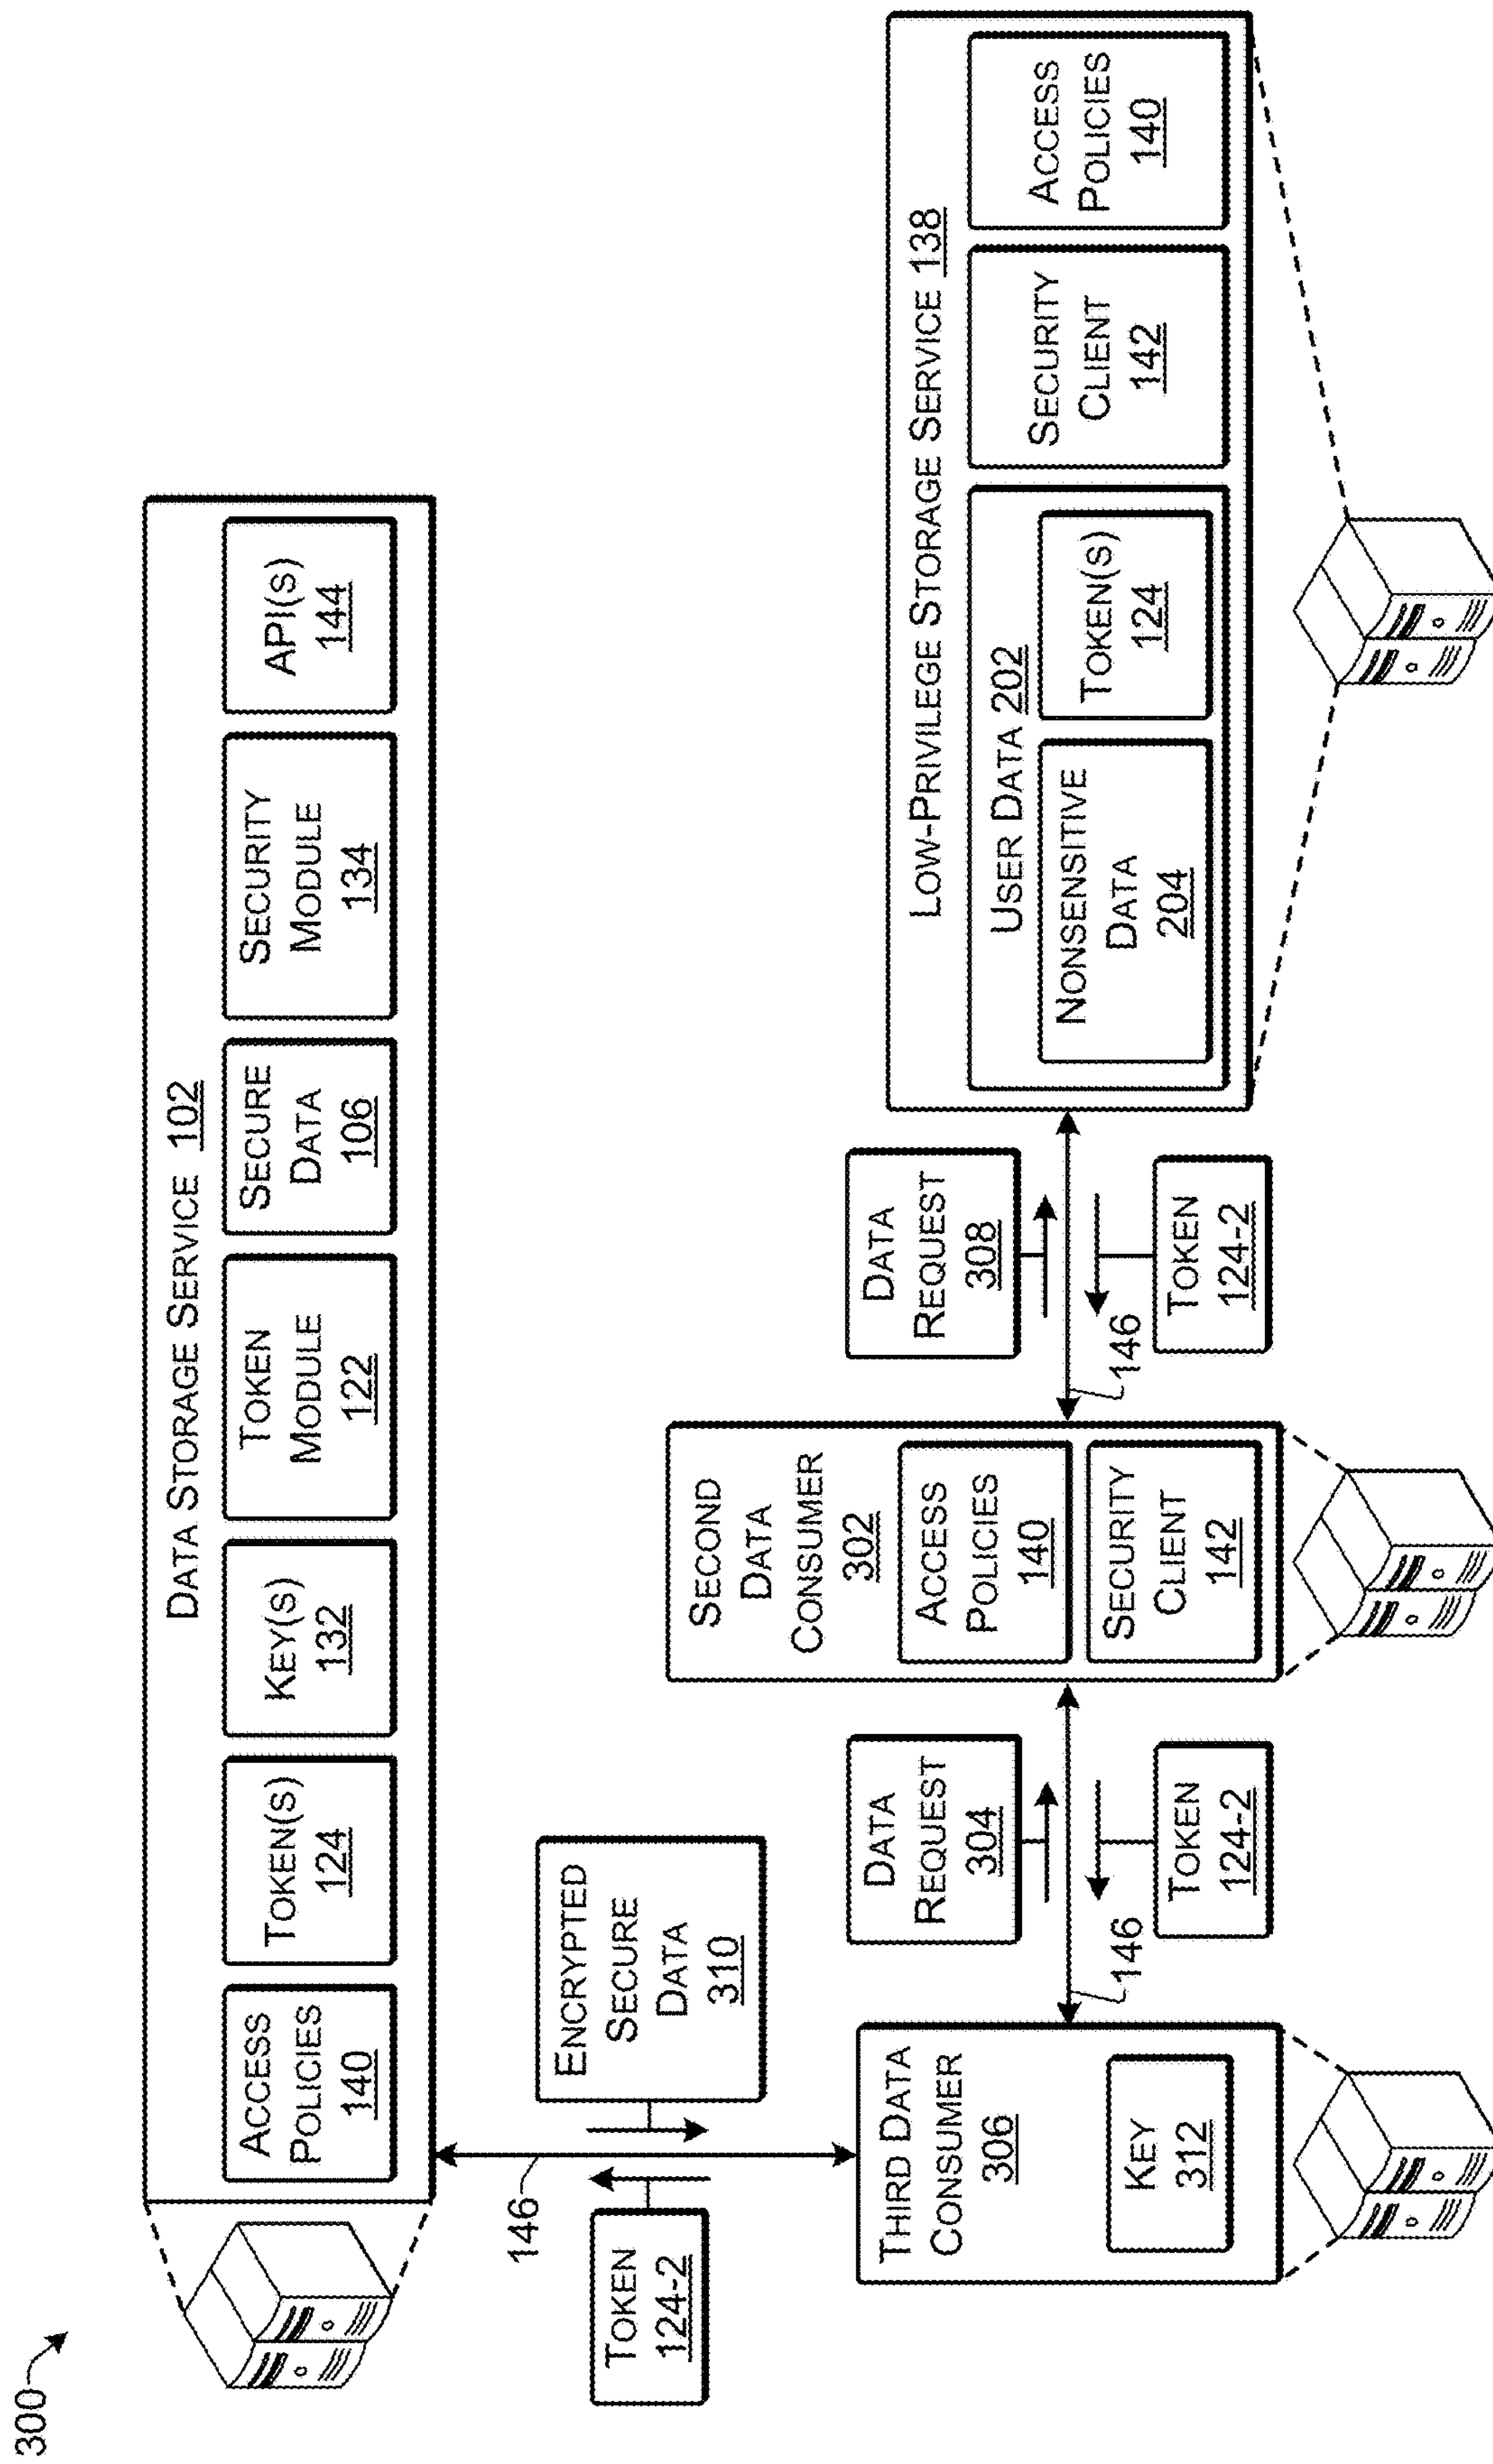 300
DATA STORAGE SERVICE 102
ACCESS
POLICIES
140
TOKEN(S)
124
KEY(S)
132
TOKEN
MODULE
122
SECURE
DATA
106
SECURITY
MODULE
134
API(S)
144
146
TOKEN
124-2
ENCRYPTED
SECURE
DATA
310
THIRD DATA
CONSUMER
306
KEY
312
DATA
REQUEST
304
146
TOKEN
124-2
SECOND
DATA
CONSUMER
302
ACCESS
POLICIES
140
SECURITY
CLIENT
142
DATA
REQUEST
308
146
TOKEN
124-2
LOW-PRIVILEGE STORAGE SERVICE 138
USER DATA 202
NONSENSITIVE
DATA
204
TOKEN(S)
124
SECURITY
CLIENT
142
ACCESS
POLICIES
140